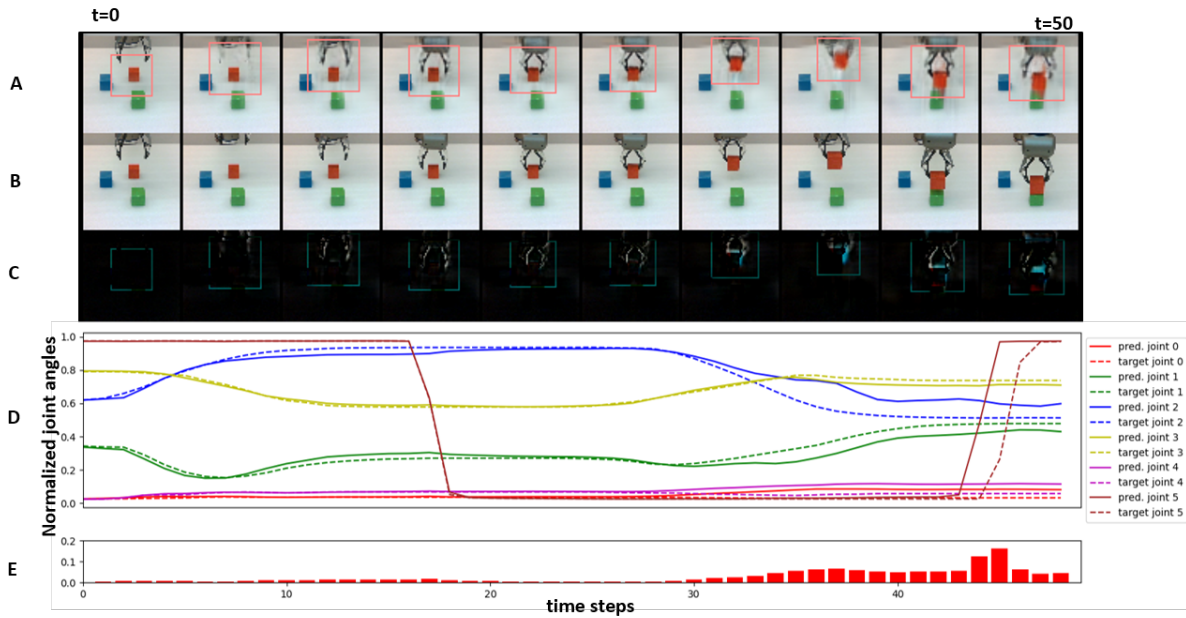 t=0
t=50
A
B
C
D
E
Normalized joint angles
1.0
0.8
0.6
0.4
0.2
0.0
pred. joint 0
target joint 0
pred. joint 1
target joint 1
pred. joint 2
target joint 2
pred. joint 3
target joint 3
pred. joint 4
target joint 4
pred. joint 5
target joint 5
0.2
0.1
0.0
0
10
20
30
40
time steps